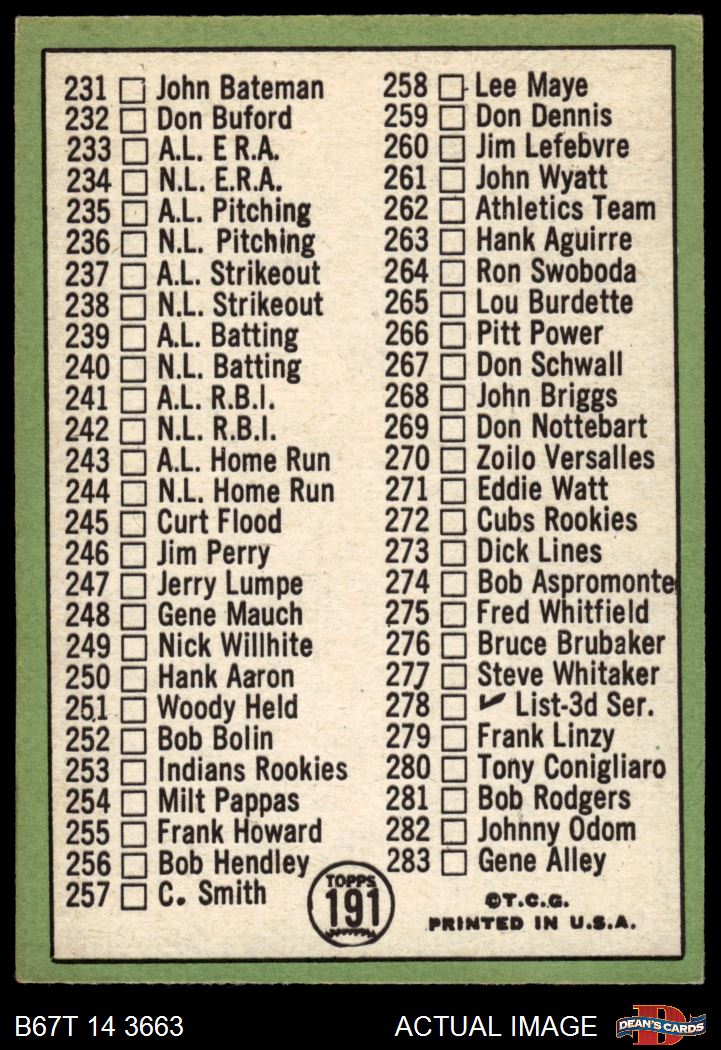 231 John Bateman
232 Don Buford
233 A.L. E R.A.
234 N.L. E.R.A.
235 A.L. Pitching
236 N.L. Pitching
237 A.L. Strikeout
238 N.L. Strikeout
239 A.L. Batting
240 N.L. Batting
241 A.L. R.B.I.
242 N.L. R.B.I.
243 A.L. Home Run
244 N.L. Home Run
245 Curt Flood
246 Jim Perry
247 Jerry Lumpe
248 Gene Mauch
249 Nick Willhite
250 Hank Aaron
251 Woody Held
252 Bob Bolin
253 Indians Rookies
254 Milt Pappas
255 Frank Howard
256 Bob Hendley
257 C. Smith
258 Lee Maye
259 Don Dennis
260 Jim Lefebvre
261 John Wyatt
262 Athletics Team
263 Hank Aguirre
264 Ron Swoboda
265 Lou Burdette
266 Pitt Power
267 Don Schwall
268 John Briggs
269 Don Nottebart
270 Zoilo Versalles
271 Eddie Watt
272 Cubs Rookies
273 Dick Lines
274 Bob Aspromonte
275 Fred Whitfield
276 Bruce Brubaker
277 Steve Whitaker
278 ✓ List-3d Ser.
279 Frank Linzy
280 Tony Conigliaro
281 Bob Rodgers
282 Johnny Odom
283 Gene Alley
TOPPS
191
©T.C.G.
PRINTED IN U.S.A.
B67T 14 3663
ACTUAL IMAGE
D
DEAN'S CARDS